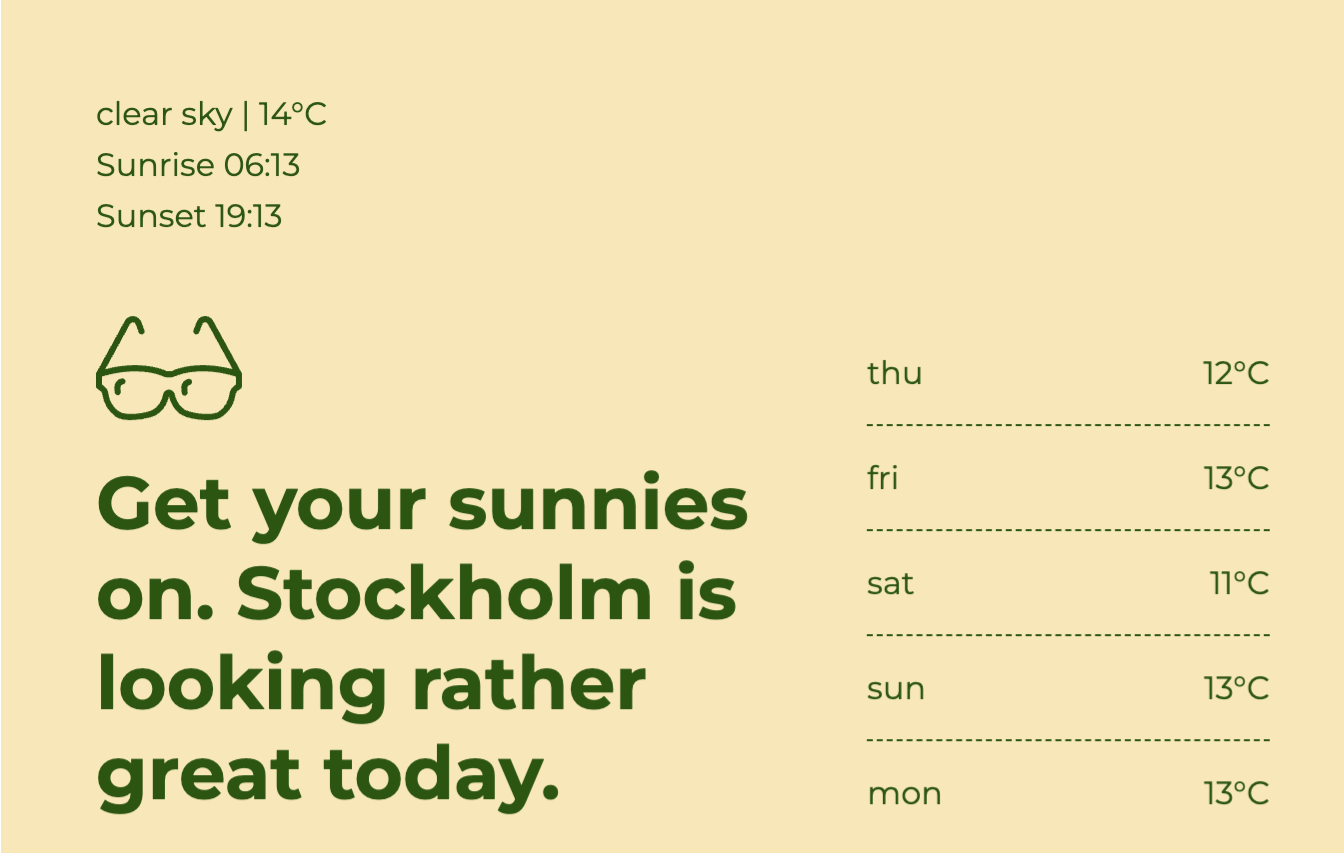 clear sky | 14°C
Sunrise 06:13
Sunset 19:13
Get your sunnies
on. Stockholm is
looking rather
great today.
thu 12°C
fri 13°C
sat 11°C
sun 13°C
mon 13°C